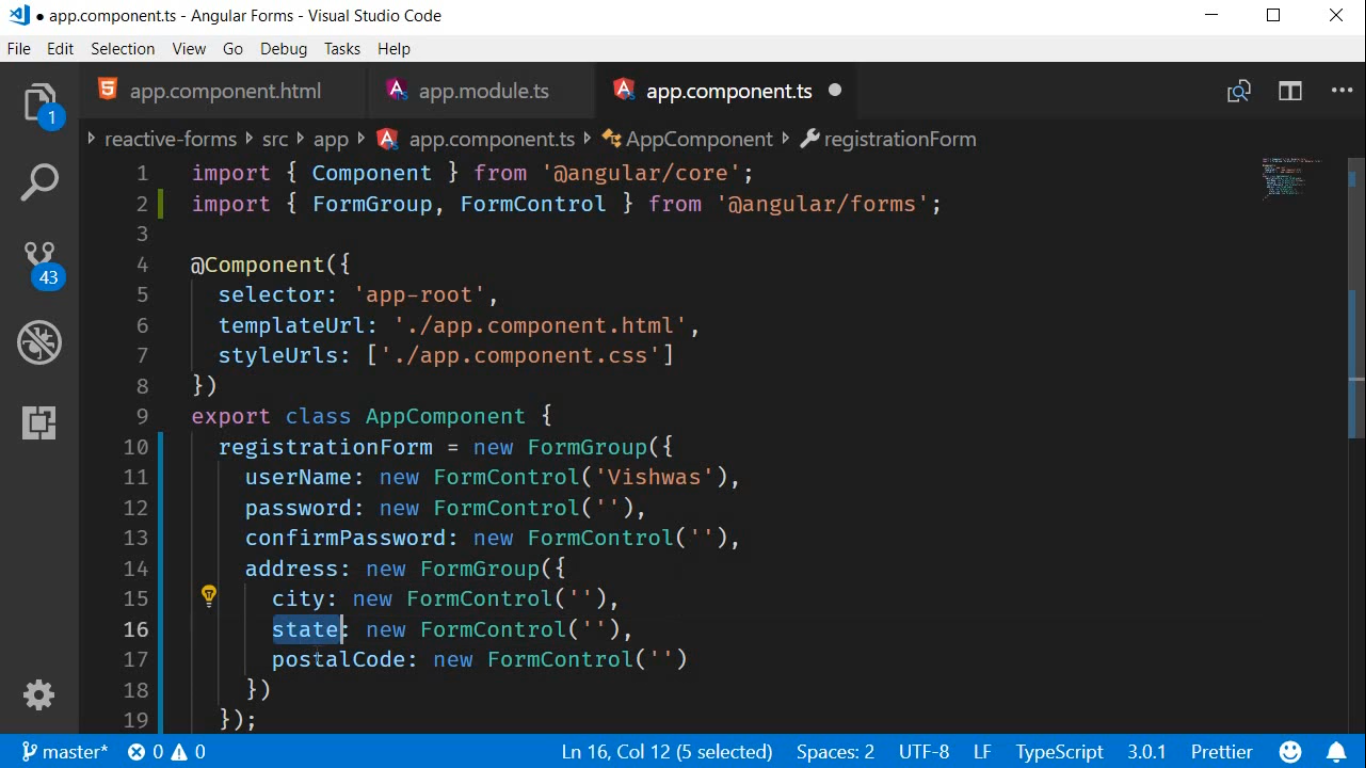 ● app.component.ts - Angular Forms - Visual Studio Code
File Edit Selection View Go Debug Tasks Help
app.component.html app.module.ts app.component.ts
reactive-forms src app app.component.ts AppComponent registrationForm
1
43
1 import { Component } from '@angular/core';
2 import { FormGroup, FormControl } from '@angular/forms';
3
4 @Component({
5 selector: 'app-root',
6 templateUrl: './app.component.html',
7 styleUrls: ['./app.component.css']
8 })
9 export class AppComponent {
10 registrationForm = new FormGroup({
11 userName: new FormControl('Vishwas'),
12 password: new FormControl(''),
13 confirmPassword: new FormControl(''),
14 address: new FormGroup({
15 city: new FormControl(''),
16 state: new FormControl(''),
17 postalCode: new FormControl('')
18 })
19 });
master* 0 0 Ln 16, Col 12 (5 selected) Spaces: 2 UTF-8 LF TypeScript 3.0.1 Prettier